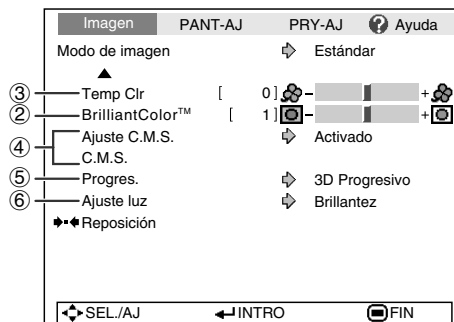 Imagen PANT-AJ PRY-AJ ? Ayuda
Modo de imagen Estándar
③ Temp Clr [ 0] – +
② BrilliantColor™ [ 1] – +
④ Ajuste C.M.S. Activado
C.M.S.
⑤ Progres. 3D Progresivo
⑥ Ajuste luz Brillantez
Reposición
SEL./AJ INTRO FIN